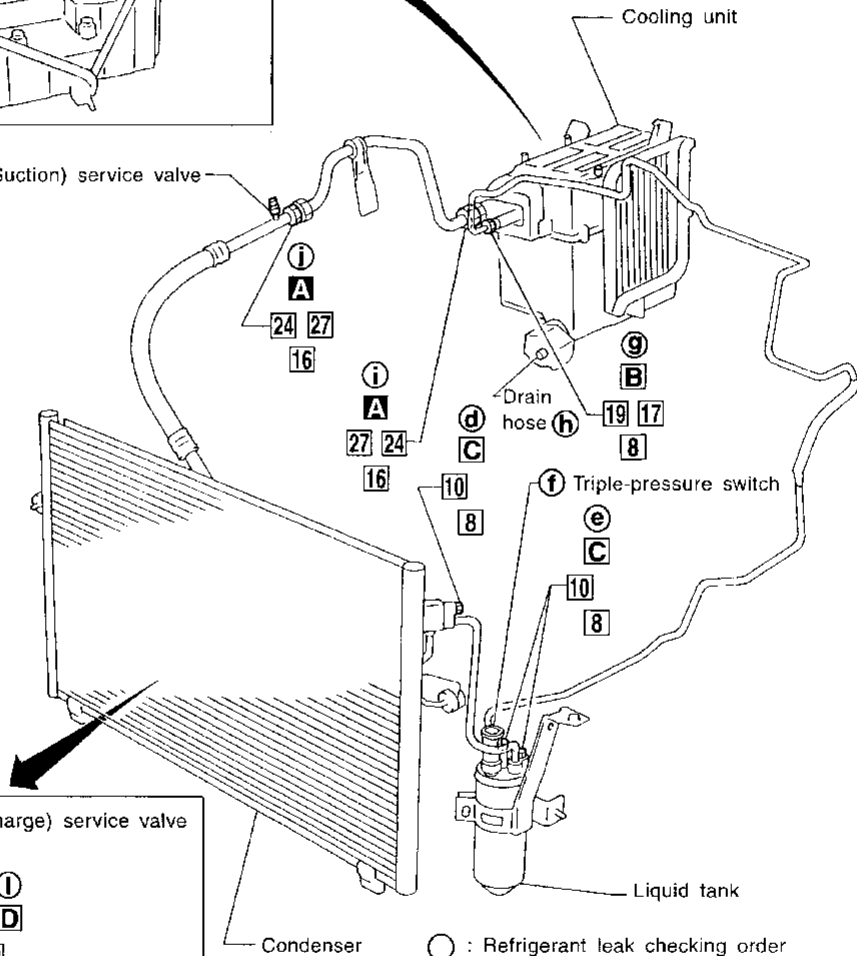 Cooling unit
Suction) service valve
j
A
24 27
16
i
A
27 24
16
g
B
19 17
8
Drain
hose h
d
C
10
8
f Triple-pressure switch
e
C
10
8
harge) service valve
l
D
Liquid tank
Condenser
: Refrigerant leak checking order